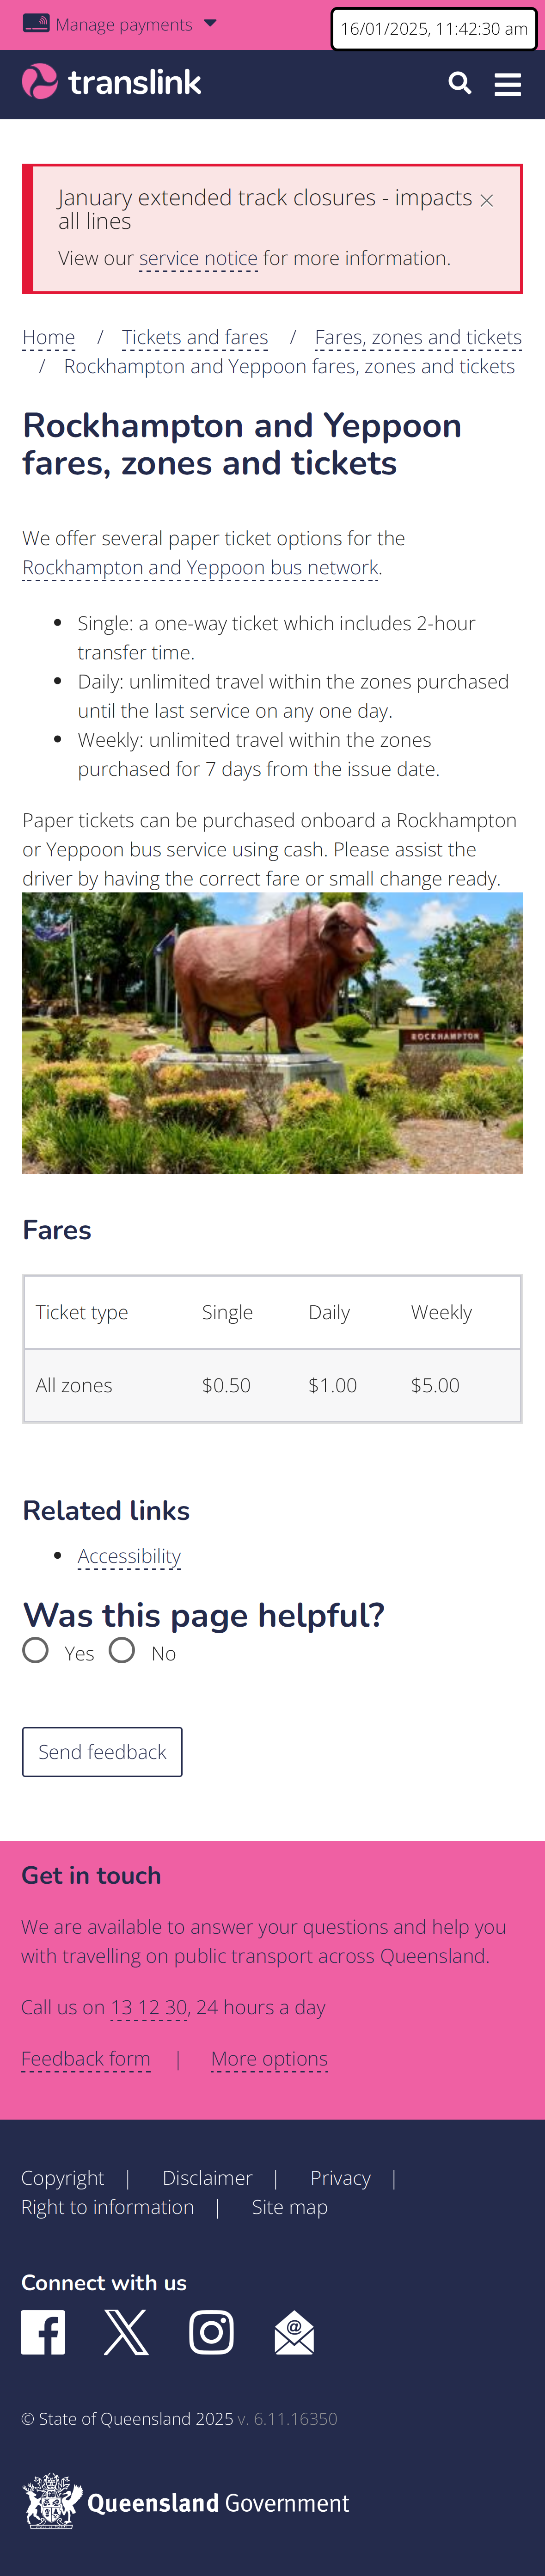 Manage payments
16/01/2025, 11:42:30 am
translink
January extended track closures - impacts
all lines
View our service notice for more information.
Home / Tickets and fares / Fares, zones and tickets
/ Rockhampton and Yeppoon fares, zones and tickets
Rockhampton and Yeppoon
fares, zones and tickets
We offer several paper ticket options for the
Rockhampton and Yeppoon bus network.
• Single: a one-way ticket which includes 2-hour
transfer time.
• Daily: unlimited travel within the zones purchased
until the last service on any one day.
• Weekly: unlimited travel within the zones
purchased for 7 days from the issue date.
Paper tickets can be purchased onboard a Rockhampton
or Yeppoon bus service using cash. Please assist the
driver by having the correct fare or small change ready.
ROCKHAMPTON
Fares
Ticket type Single Daily Weekly
All zones $0.50 $1.00 $5.00
Related links
• Accessibility
Was this page helpful?
Yes No
Send feedback
Get in touch
We are available to answer your questions and help you
with travelling on public transport across Queensland.
Call us on 13 12 30, 24 hours a day
Feedback form | More options
Copyright | Disclaimer | Privacy |
Right to information | Site map
Connect with us
© State of Queensland 2025 v. 6.11.16350
Queensland Government